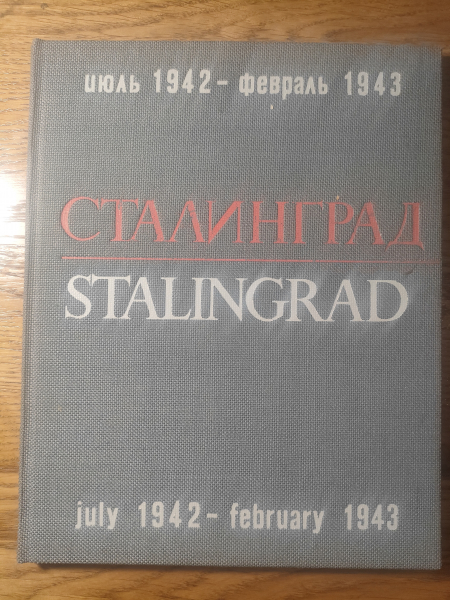 июль 1942 – февраль 1943
СТАЛИНГРАД
STALINGRAD
july 1942 – february 1943